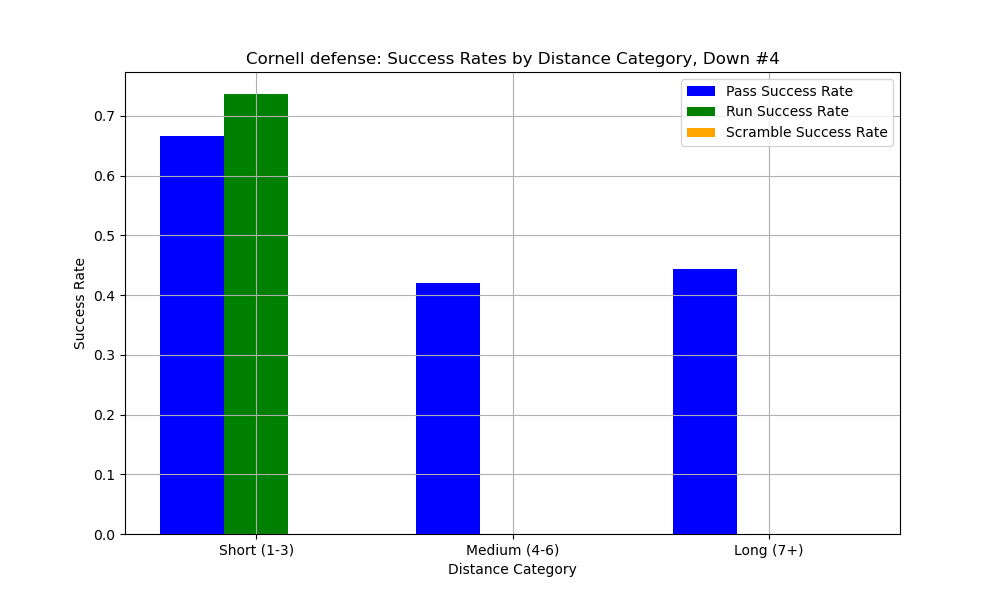 Cornell defense: Success Rates by Distance Category, Down #4
Pass Success Rate
Run Success Rate
Scramble Success Rate
Success Rate
0.7
0.6
0.5
0.4
0.3
0.2
0.1
0.0
Short (1-3)
Medium (4-6)
Long (7+)
Distance Category